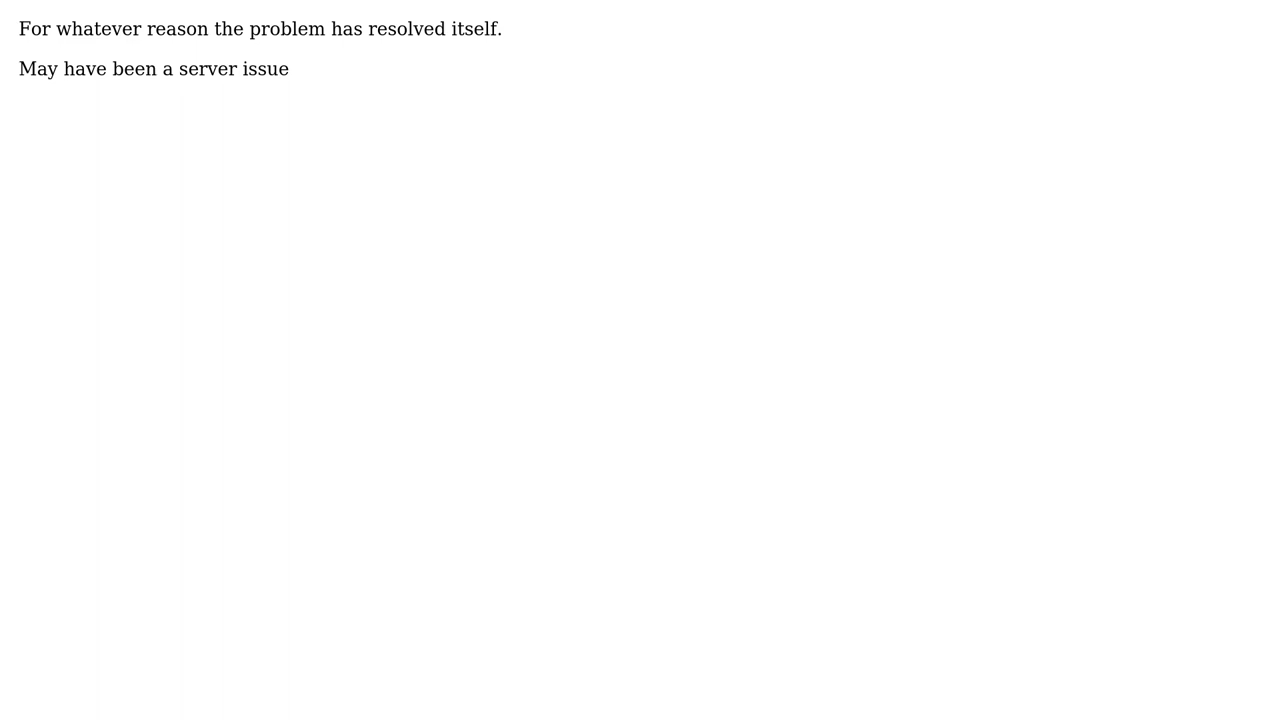 For whatever reason the problem has resolved itself.
May have been a server issue